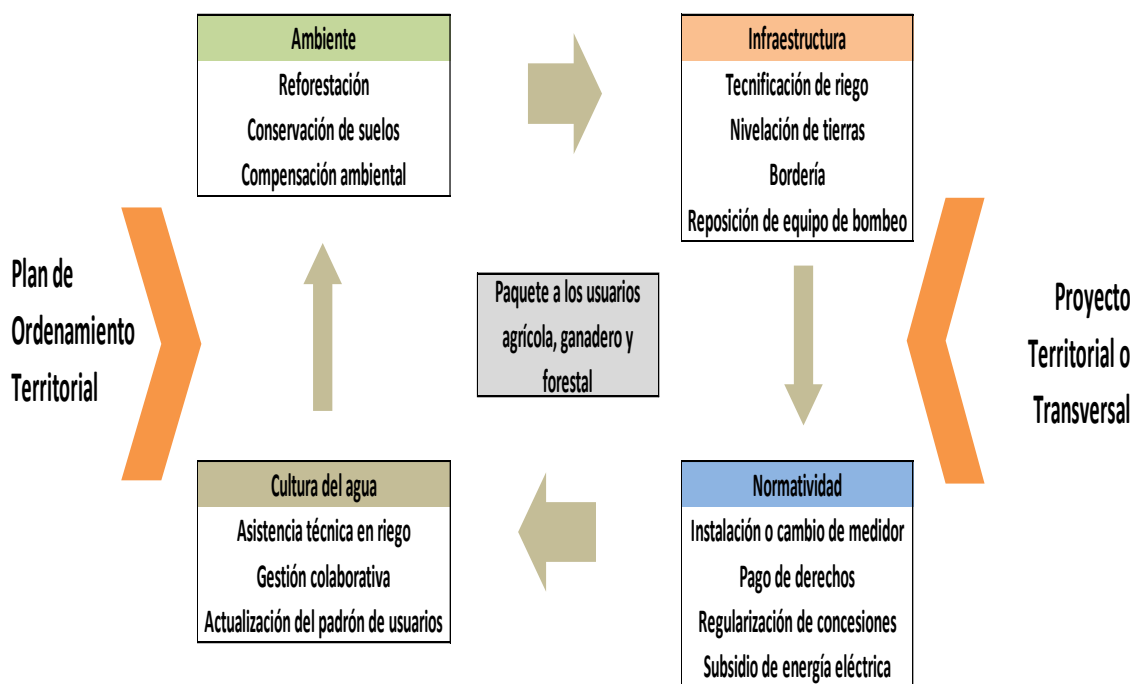 Ambiente
Reforestación
Conservación de suelos
Compensación ambiental
Infraestructura
Tecnificación de riego
Nivelación de tierras
Bordería
Reposición de equipo de bombeo
Plan de
Ordenamiento
Territorial
Paquete a los usuarios
agrícola, ganadero y
forestal
Proyecto
Territorial o
Transversal
Cultura del agua
Asistencia técnica en riego
Gestión colaborativa
Actualización del padrón de usuarios
Normatividad
Instalación o cambio de medidor
Pago de derechos
Regularización de concesiones
Subsidio de energía eléctrica